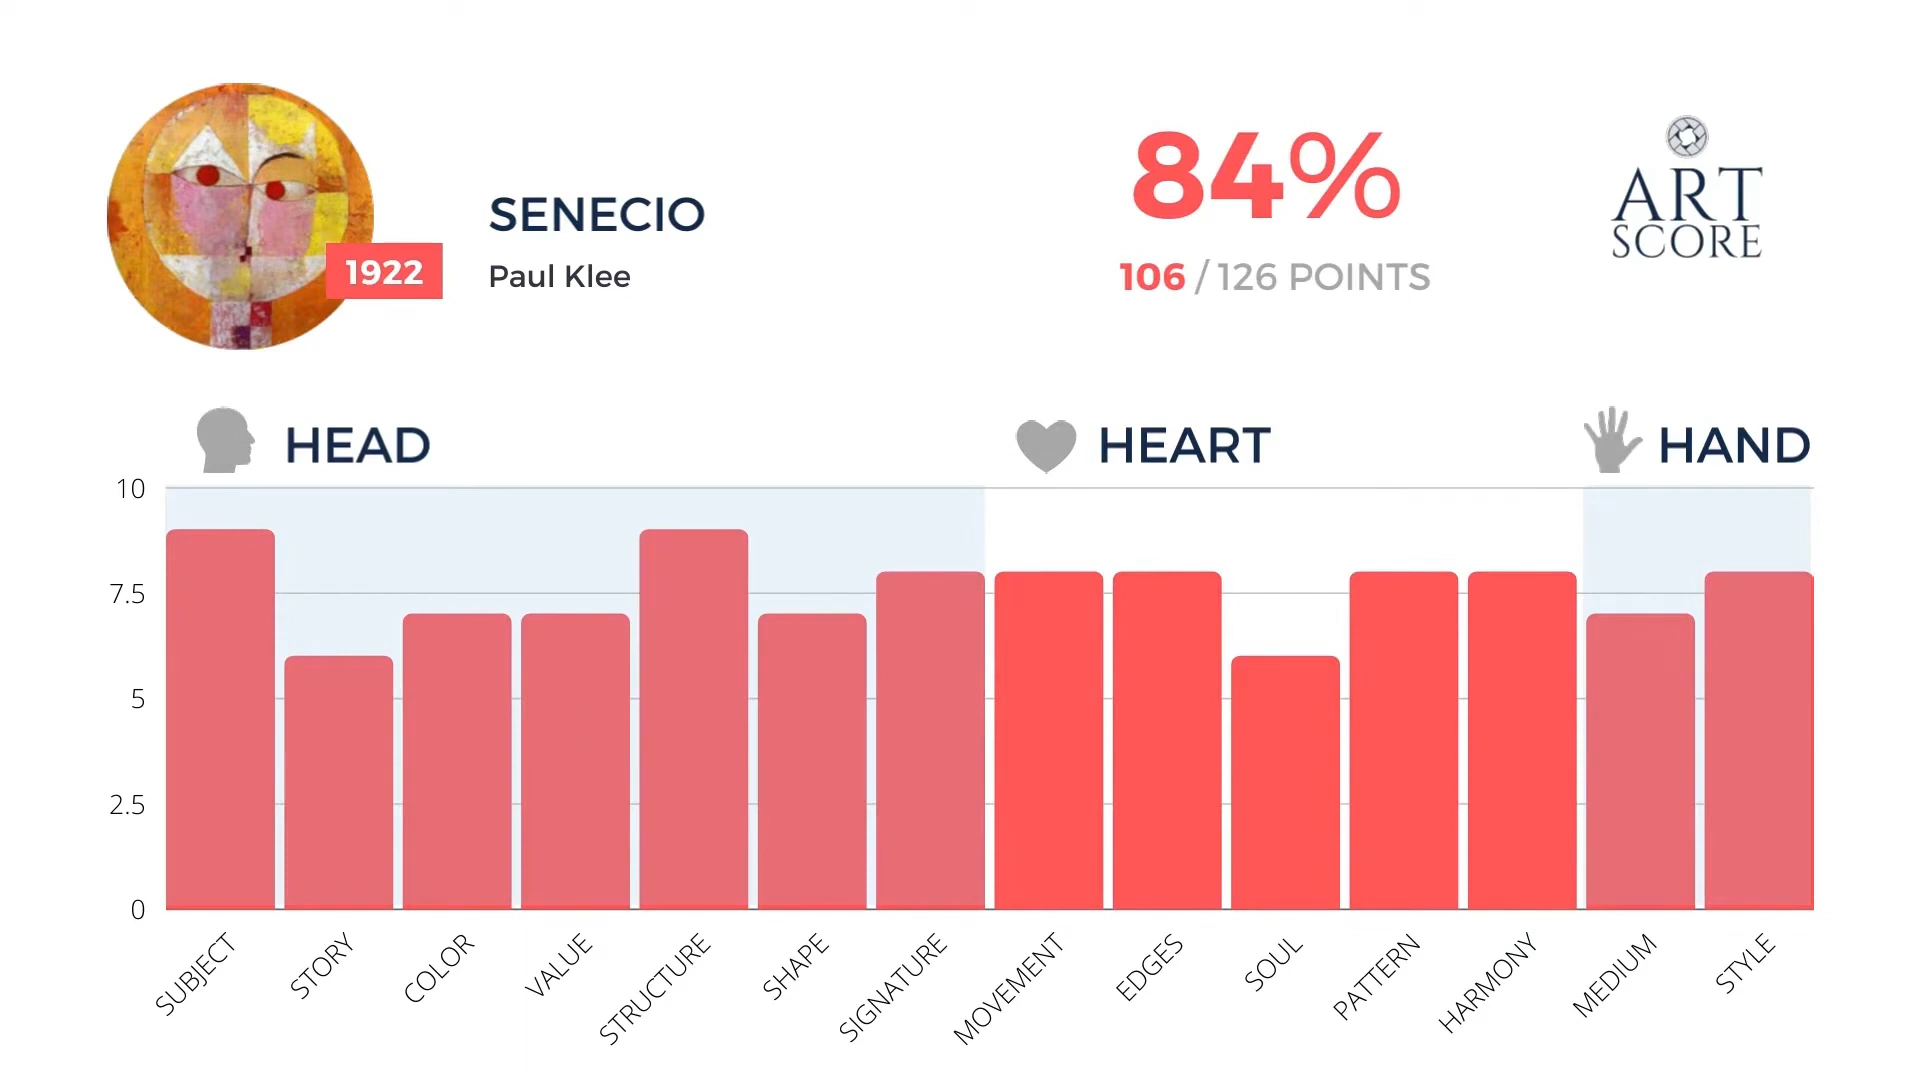 SENECIO
Paul Klee
1922
84%
106 / 126 POINTS
ART
SCORE
HEAD
HEART
HAND
10
7.5
5
2.5
0
SUBJECT
STORY
COLOR
VALUE
STRUCTURE
SHAPE
SIGNATURE
MOVEMENT
EDGES
SOUL
PATTERN
HARMONY
MEDIUM
STYLE